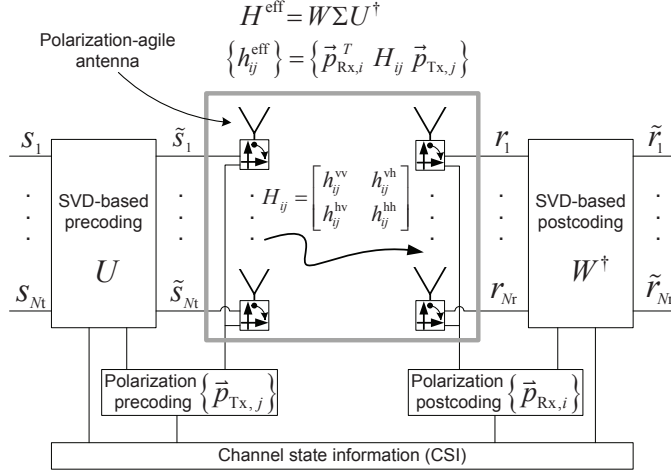 H^eff = W Σ U^†
{h_ij^eff} = {p⃗_Rx,i^T H_ij p⃗_Tx,j}
Polarization-agile
antenna
s_1
s̃_1
r_1
r̃_1
SVD-based
precoding
U
H_ij = [h_ij^vv h_ij^vh
h_ij^hv h_ij^hh]
SVD-based
postcoding
W^†
s_Nt
s̃_Nt
r_Nr
r̃_Nr
Polarization
precoding {p⃗_Tx,j}
Polarization
postcoding {p⃗_Rx,i}
Channel state information (CSI)